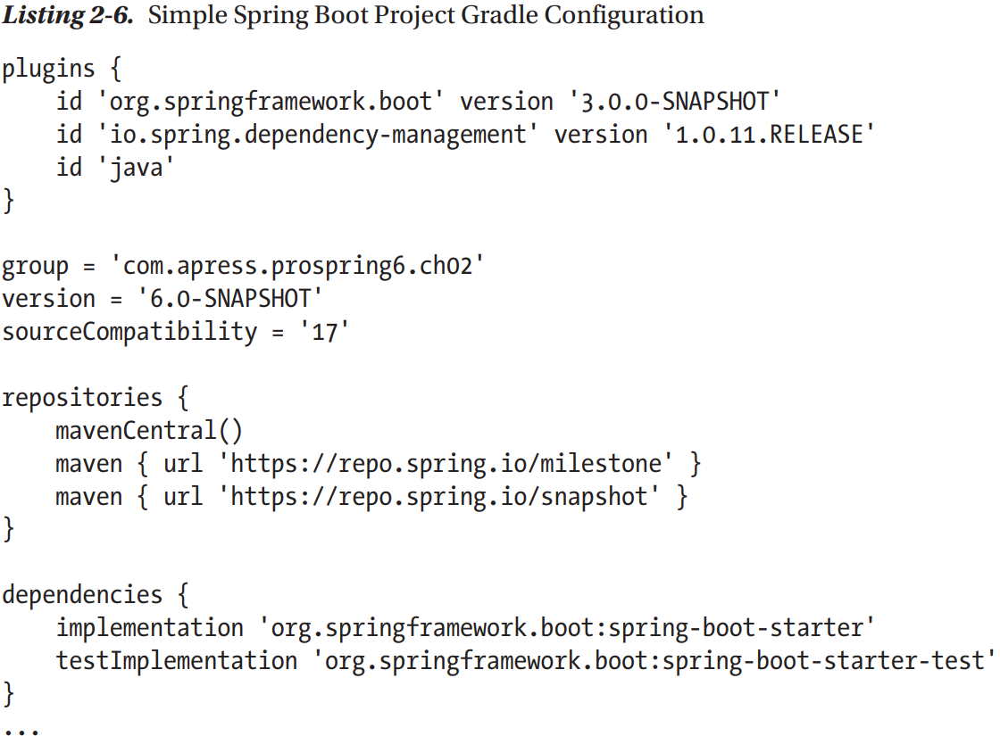 Listing 2-6. Simple Spring Boot Project Gradle Configuration
plugins {
    id 'org.springframework.boot' version '3.0.0-SNAPSHOT'
    id 'io.spring.dependency-management' version '1.0.11.RELEASE'
    id 'java'
}

group = 'com.apress.prospring6.ch02'
version = '6.0-SNAPSHOT'
sourceCompatibility = '17'

repositories {
    mavenCentral()
    maven { url 'https://repo.spring.io/milestone' }
    maven { url 'https://repo.spring.io/snapshot' }
}

dependencies {
    implementation 'org.springframework.boot:spring-boot-starter'
    testImplementation 'org.springframework.boot:spring-boot-starter-test'
}
...